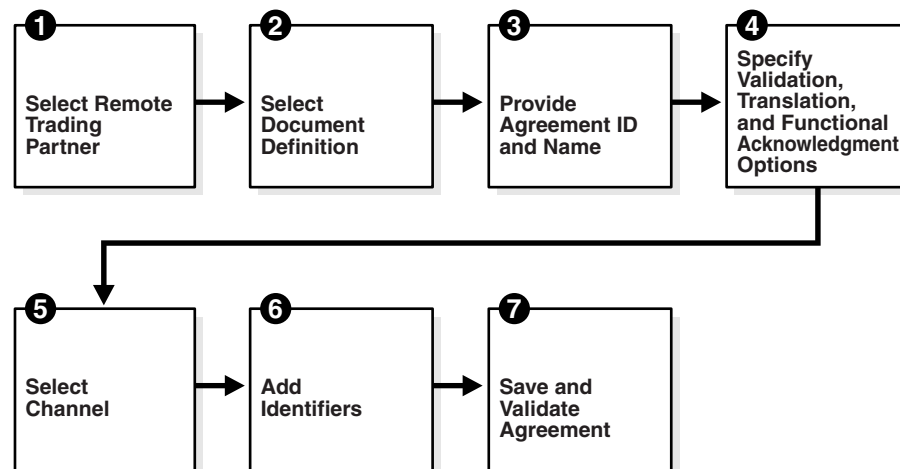 1
Select Remote
Trading
Partner
2
Select
Document
Definition
3
Provide
Agreement ID
and Name
4
Specify
Validation,
Translation,
and Functional
Acknowledgment
Options
5
Select
Channel
6
Add
Identifiers
7
Save and
Validate
Agreement